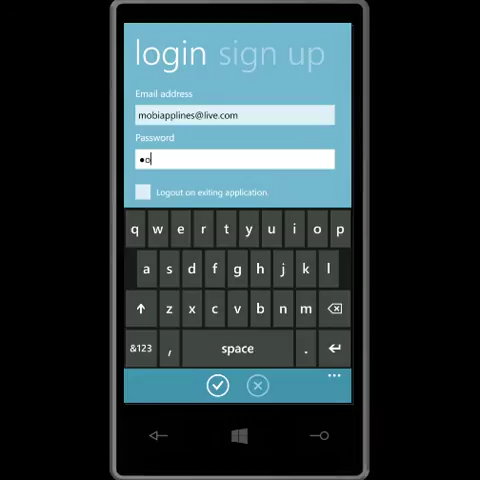 login sign up
Email address
mobiapplines@live.com
Password
●o
Logout on exiting application.
q w e r t y u i o p
a s d f g h j k l
z x c v b n m
&123 , space .